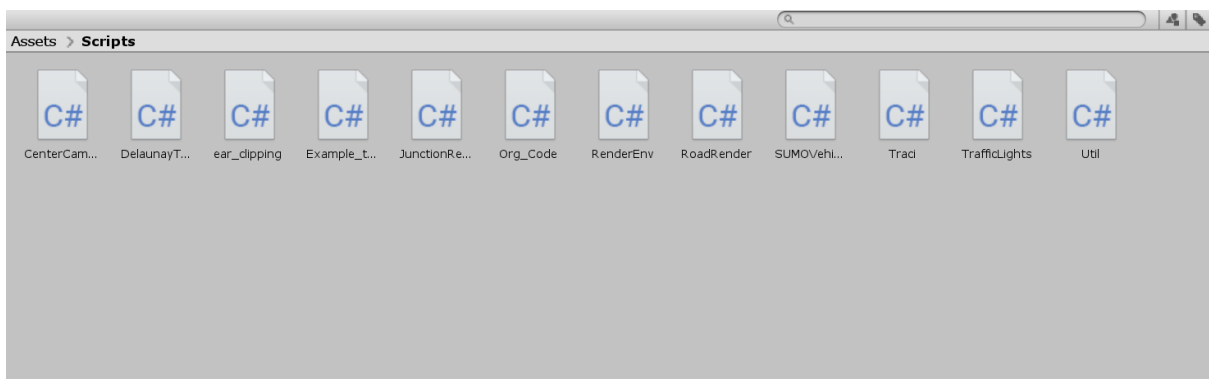 Assets > Scripts
C# C# C# C# C# C# C# C# C# C# C# C#
CenterCam... DelaunayT... ear_clipping Example_t... JunctionRe... Org_Code RenderEnv RoadRender SUMOVehi... Traci TrafficLights Util